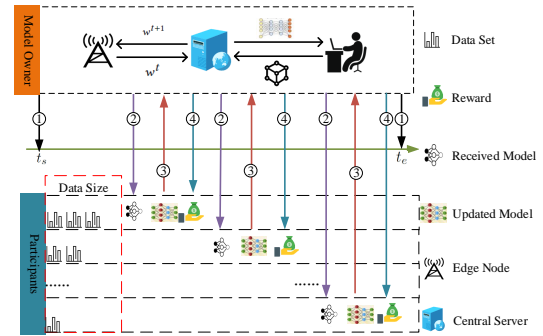 Model Owner
w^{t+1}
w^t
Data Set
Reward
① ② ④ ② ④ ② ④ ①
③ ③ ③
t_s
t_e
Received Model
Participants
Data Size
Updated Model
Edge Node
......
......
Central Server